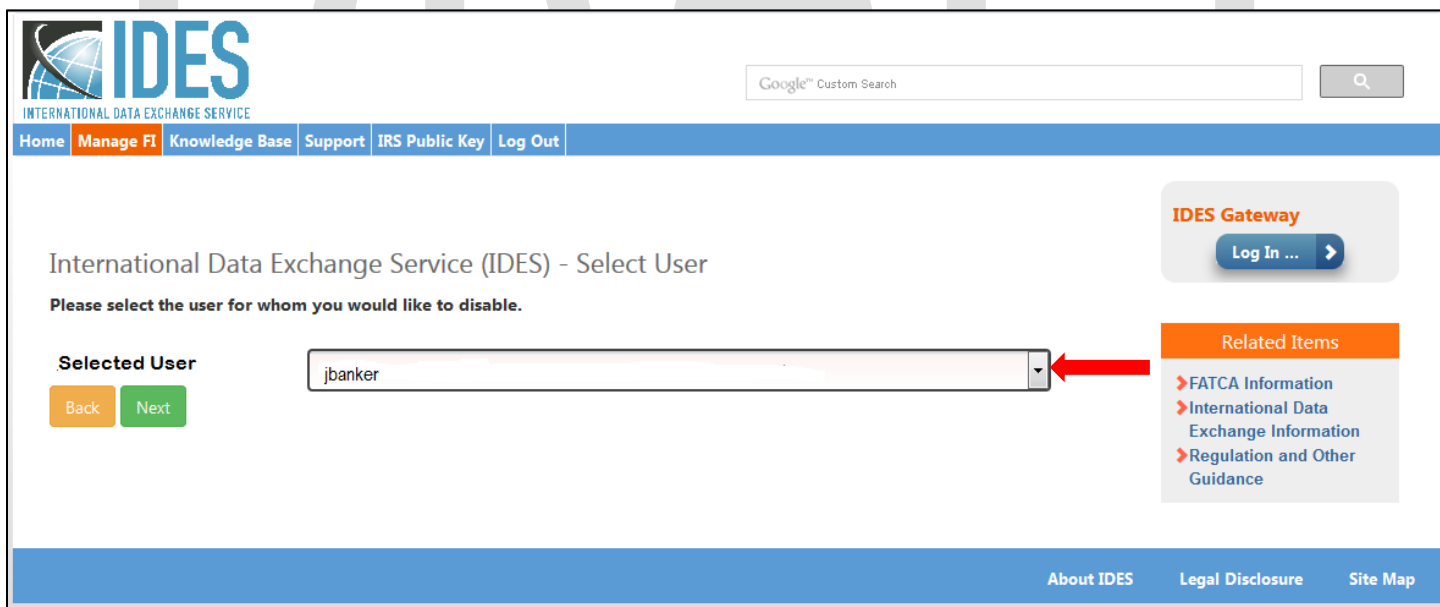 IDES
INTERNATIONAL DATA EXCHANGE SERVICE
Google™ Custom Search
Home Manage FI Knowledge Base Support IRS Public Key Log Out
IDES Gateway
Log In ...
International Data Exchange Service (IDES) - Select User
Please select the user for whom you would like to disable.
Selected User
jbanker
Back Next
Related Items
FATCA Information
International Data
Exchange Information
Regulation and Other
Guidance
About IDES Legal Disclosure Site Map